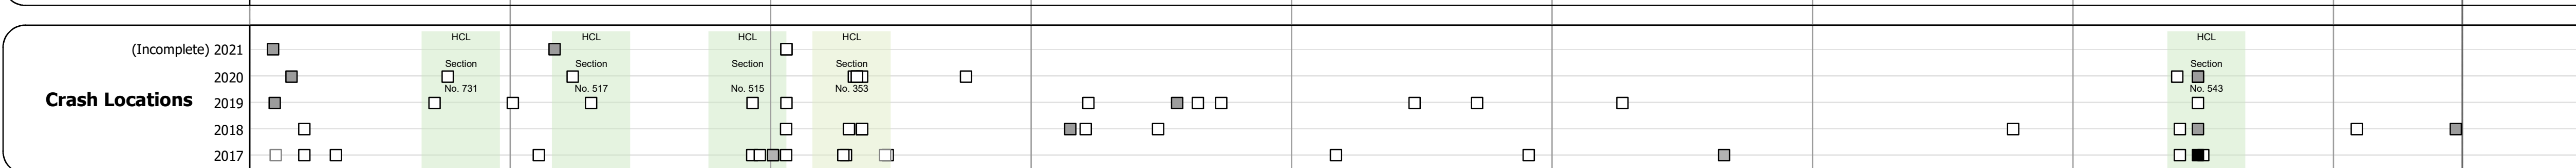 (Incomplete) 2021
HCL HCL HCL HCL HCL
Section Section Section Section Section
2020
No. 731 No. 517 No. 515 No. 353 No. 543
Crash Locations
2019
2018
2017